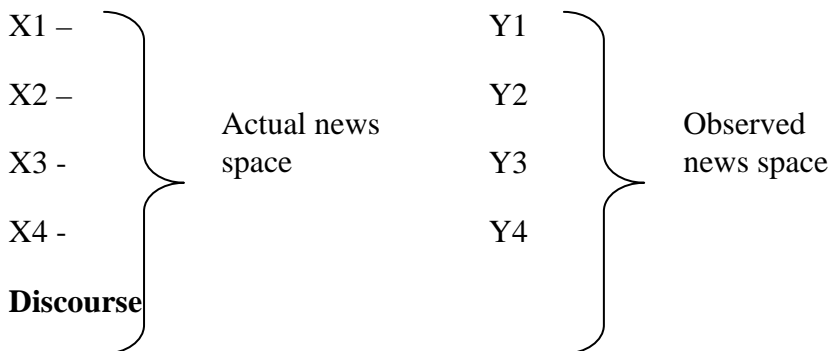 X1 – Y1
X2 – Y2
Actual news Observed
X3 - space Y3 news space
X4 - Y4
Discourse